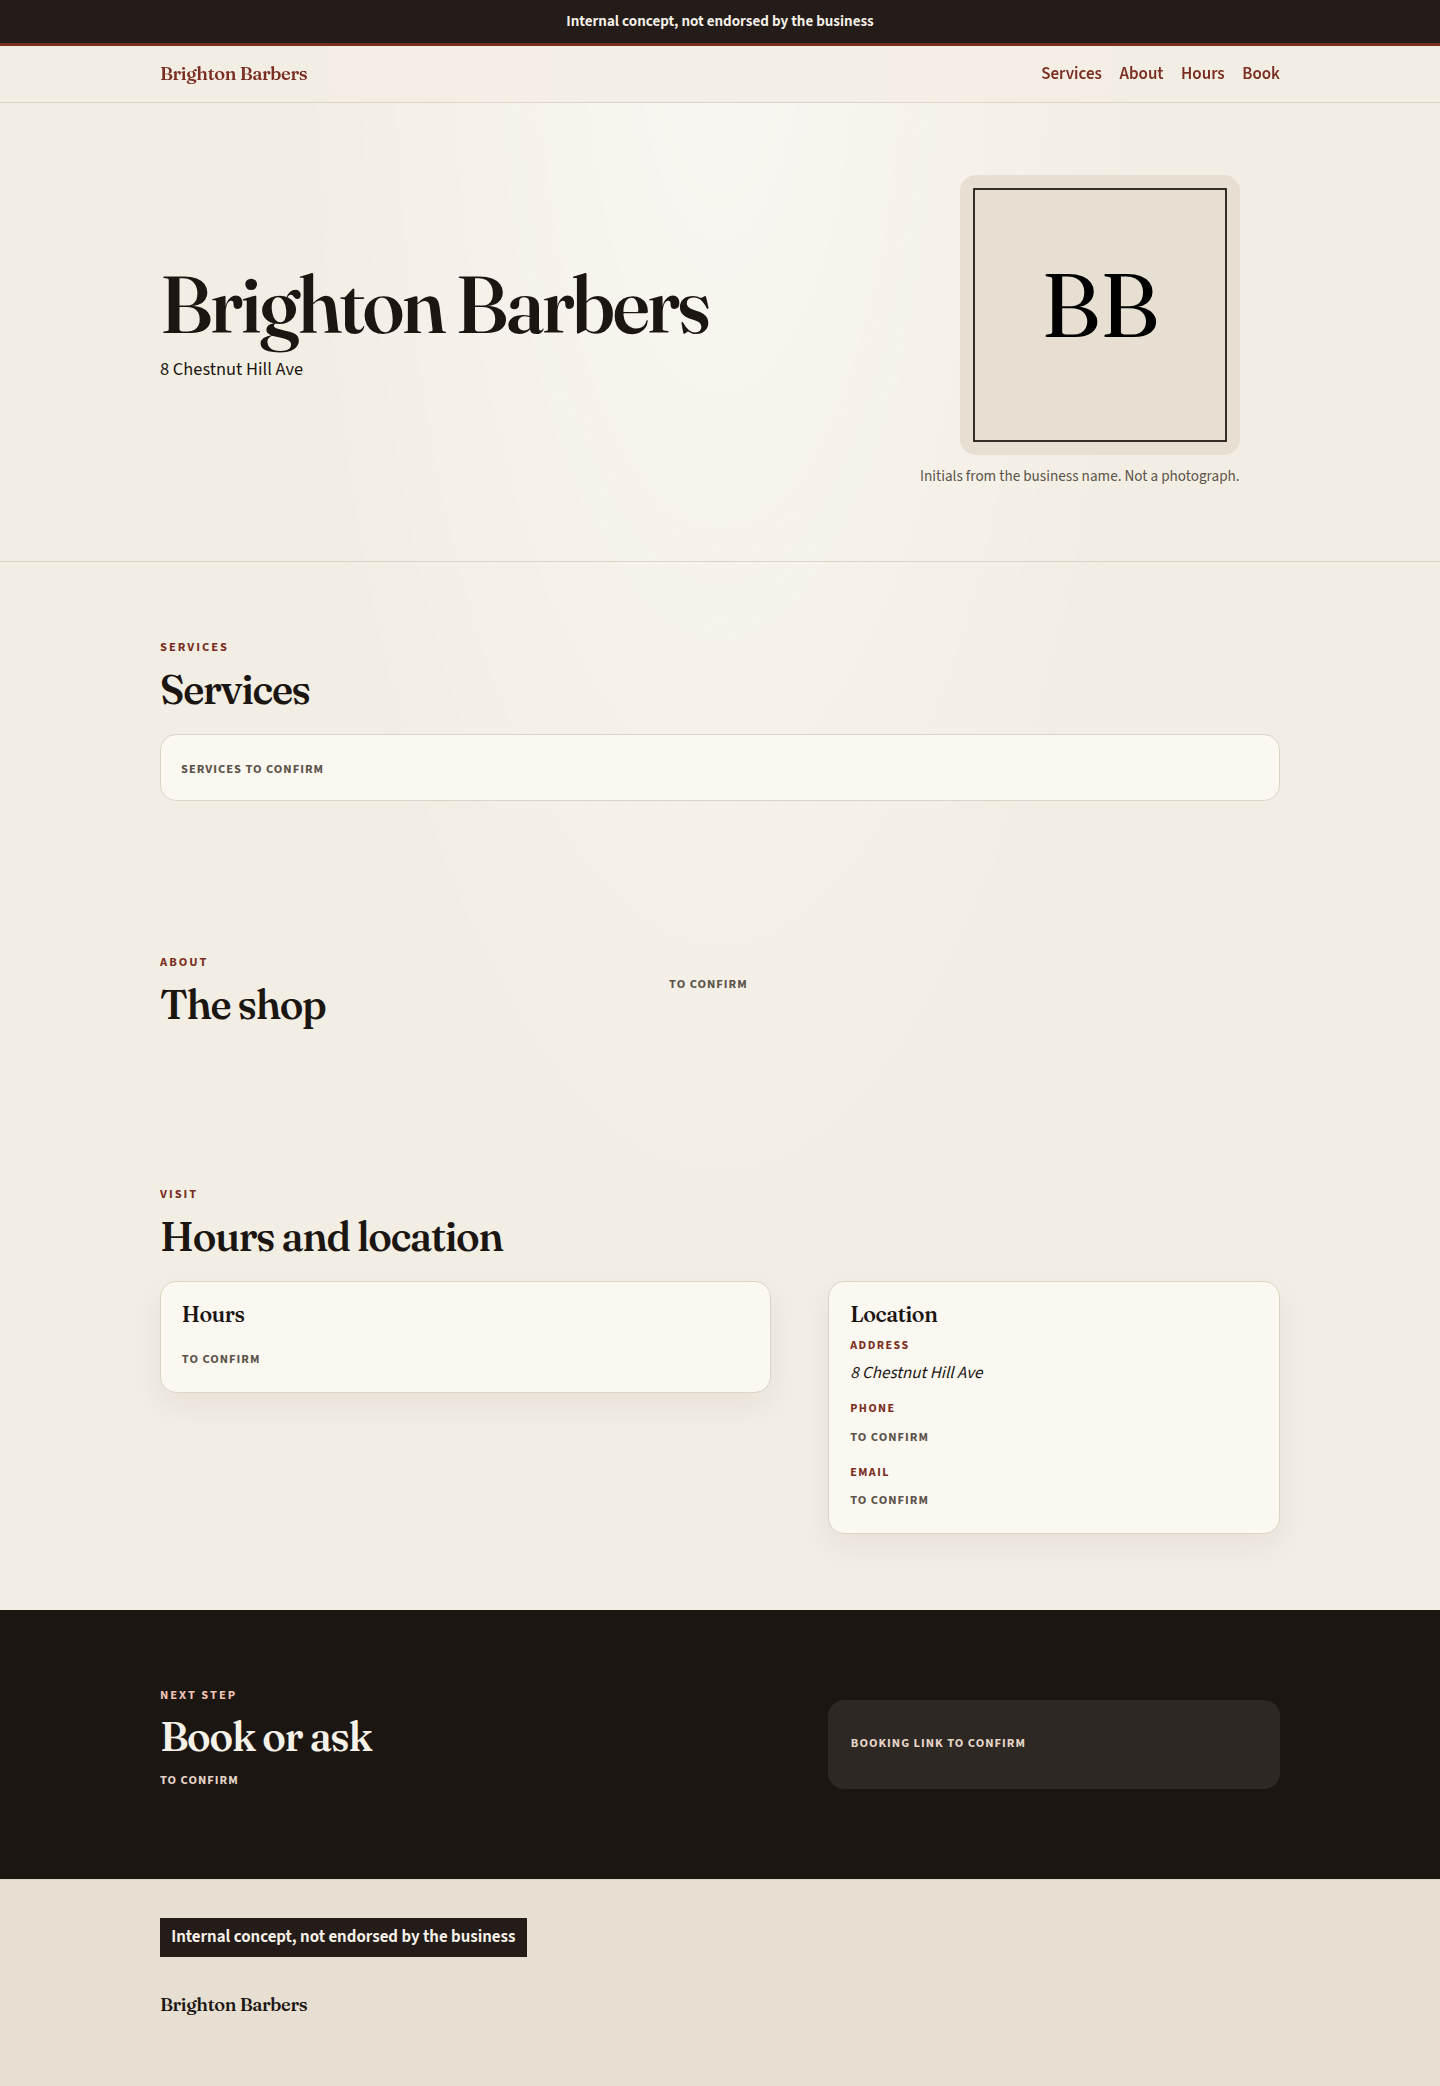 Internal concept, not endorsed by the business
Brighton Barbers
Services About Hours Book
Brighton Barbers
8 Chestnut Hill Ave
BB
Initials from the business name. Not a photograph.
SERVICES
Services
SERVICES TO CONFIRM
ABOUT
The shop
TO CONFIRM
VISIT
Hours and location
Hours
TO CONFIRM
Location
ADDRESS
8 Chestnut Hill Ave
PHONE
TO CONFIRM
EMAIL
TO CONFIRM
NEXT STEP
Book or ask
TO CONFIRM
BOOKING LINK TO CONFIRM
Internal concept, not endorsed by the business
Brighton Barbers